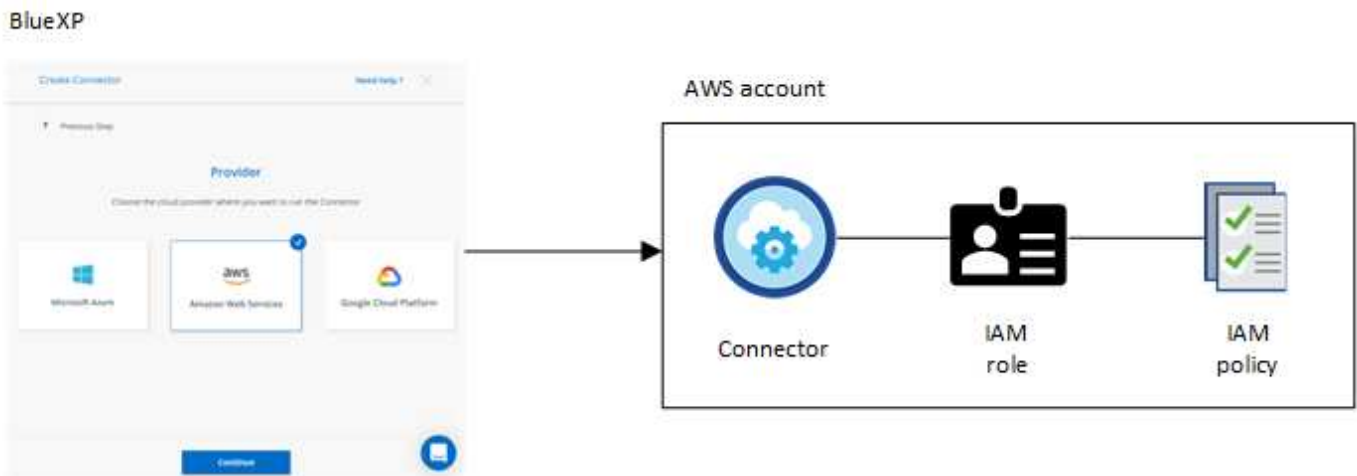 BlueXP
Create Connector
Need help?
Previous Step
Provider
Choose the cloud provider where you want to run the Connector
Microsoft Azure
aws
Amazon Web Services
Google Cloud Platform
Continue
AWS account
Connector
IAM
role
IAM
policy